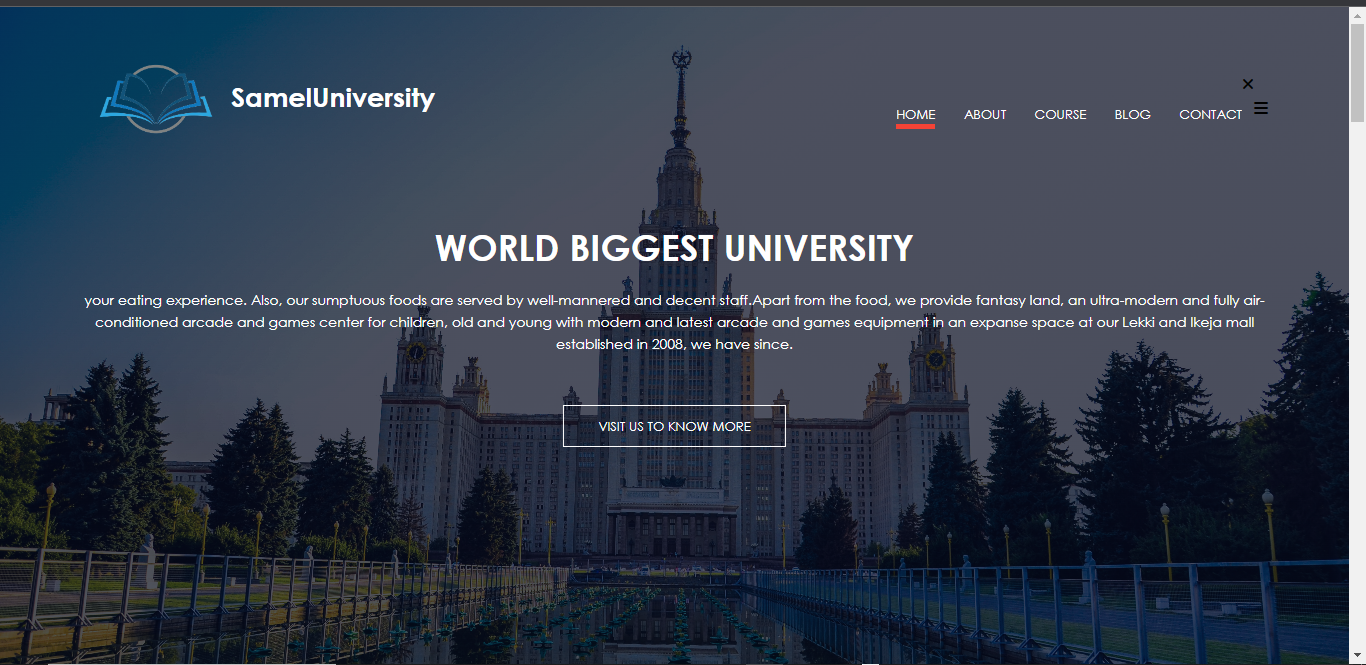 SamelUniversity
HOME ABOUT COURSE BLOG CONTACT
WORLD BIGGEST UNIVERSITY
your eating experience. Also, our sumptuous foods are served by well-mannered and decent staff.Apart from the food, we provide fantasy land, an ultra-modern and fully air-
conditioned arcade and games center for children, old and young with modern and latest arcade and games equipment in an expanse space at our Lekki and Ikeja mall
established in 2008, we have since.
VISIT US TO KNOW MORE